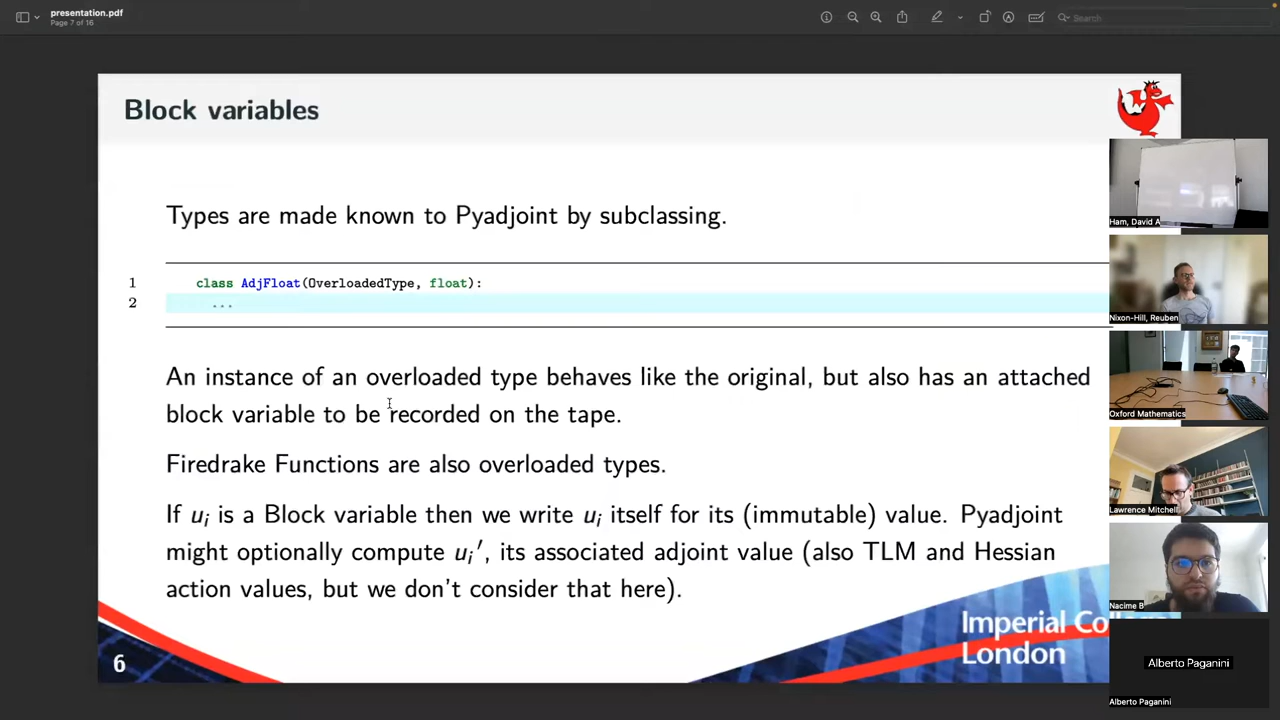 presentation.pdf
Page 7 of 16
Search
Block variables
Types are made known to Pyadjoint by subclassing.
1 class AdjFloat(OverloadedType, float):
2 ...
An instance of an overloaded type behaves like the original, but also has an attached
block variable to be recorded on the tape.
Firedrake Functions are also overloaded types.
If uᵢ is a Block variable then we write uᵢ itself for its (immutable) value. Pyadjoint
might optionally compute uᵢ′, its associated adjoint value (also TLM and Hessian
action values, but we don't consider that here).
6
Imperial Co
London
Ham, David A
Nixon-Hill, Reuben
Oxford Mathematics
Lawrence Mitchell
Nacime B
Alberto Paganini
Alberto Paganini